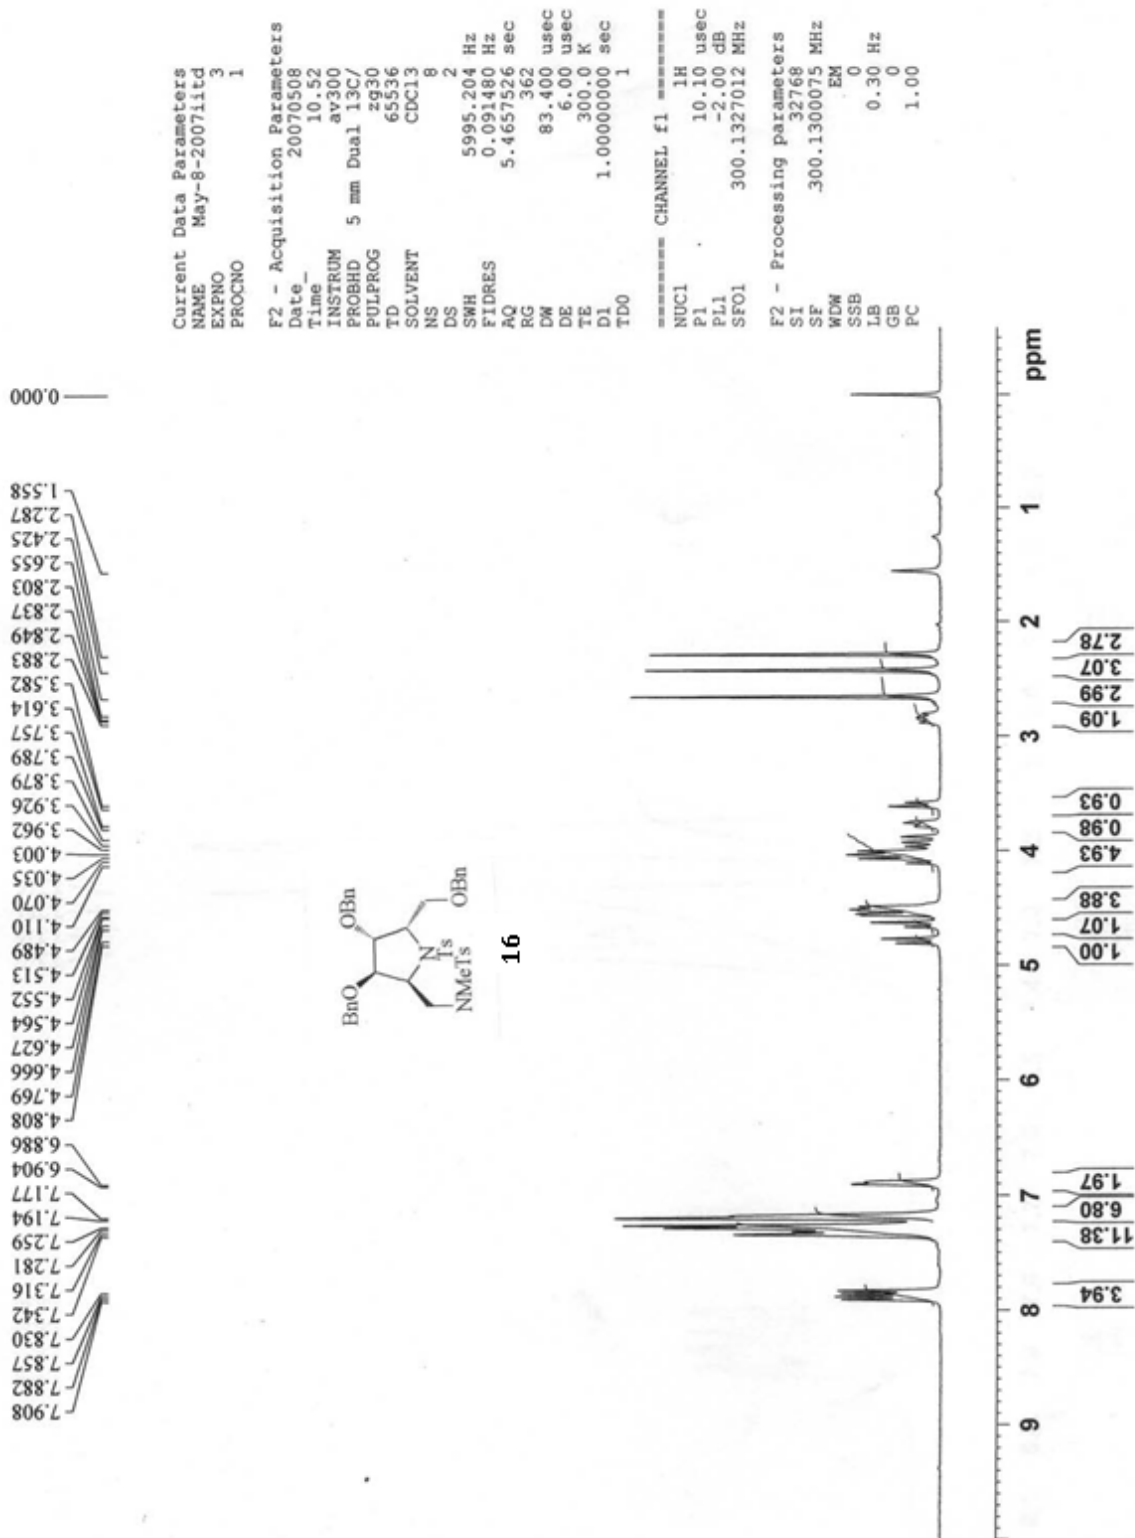 Current Data Parameters
NAME May-8-2007iitd
EXPNO 3
PROCNO 1
F2 - Acquisition Parameters
Date_ 20070508
Time 10.52
INSTRUM av300
PROBHD 5 mm Dual 13C/
PULPROG zg30
TD 65536
SOLVENT CDCl3
NS 8
DS 2
SWH 5995.204 Hz
FIDRES 0.091480 Hz
AQ 5.4657526 sec
RG 362
DW 83.400 usec
DE 6.00 usec
TE 300.0 K
D1 1.00000000 sec
TD0 1
======== CHANNEL f1 ========
NUC1 1H
P1 10.10 usec
PL1 -2.00 dB
SFO1 300.1327012 MHz
F2 - Processing parameters
SI 32768
SF 300.1300075 MHz
WDW EM
SSB 0
LB 0.30 Hz
GB 0
PC 1.00
7.908
7.882
7.857
7.830
7.342
7.316
7.281
7.259
7.194
7.177
6.904
6.886
4.808
4.769
4.666
4.627
4.564
4.552
4.513
4.489
4.110
4.070
4.035
4.003
3.962
3.926
3.879
3.789
3.757
3.614
3.582
2.883
2.849
2.837
2.803
2.655
2.425
2.287
1.558
0.000
BnO
OBn
N
Ts
OBn
NMeTs
16
9 8 7 6 5 4 3 2 1 ppm
3.94
11.38
6.80
1.97
1.00
1.07
3.88
4.93
0.98
0.93
1.09
2.99
3.07
2.78